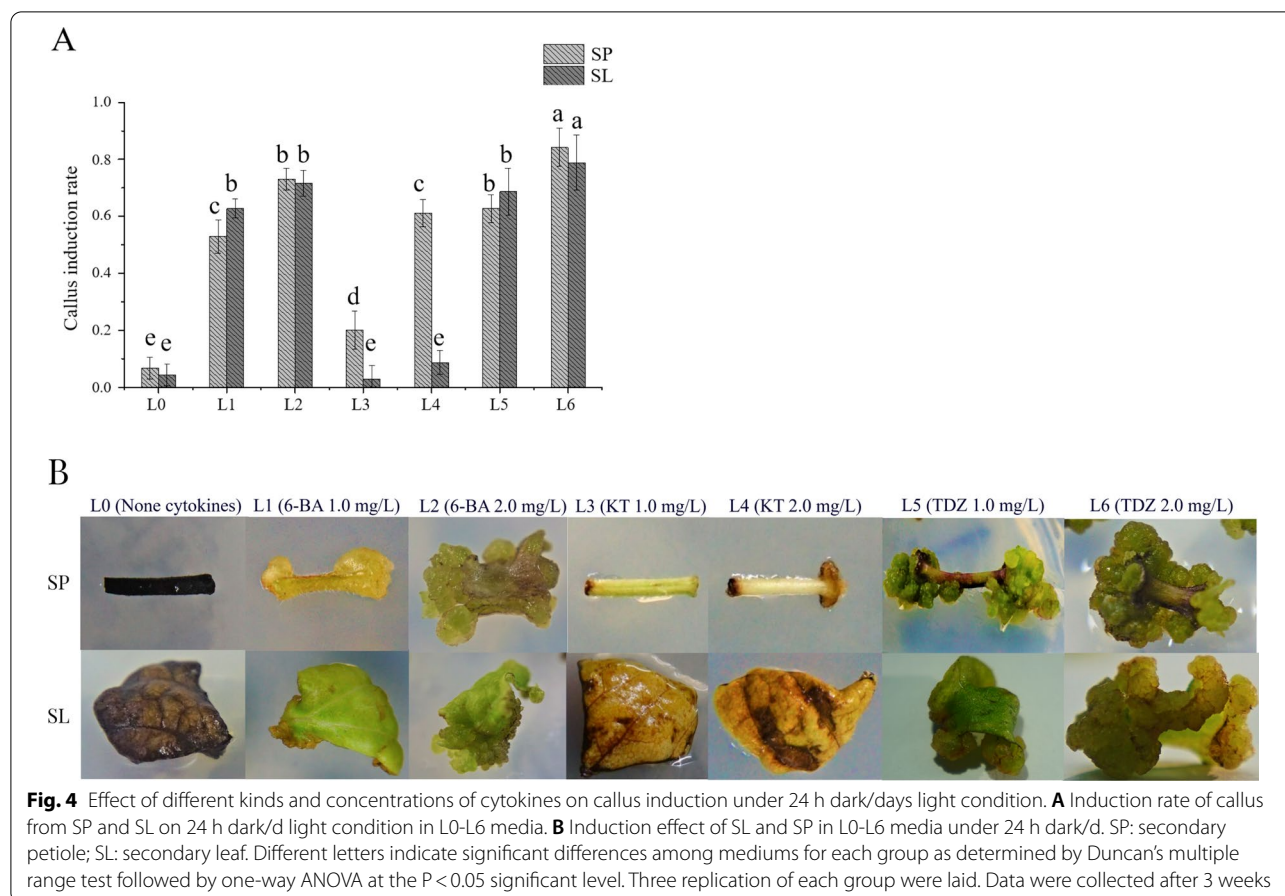 A
SP
SL
1.0
0.8
0.6
0.4
0.2
0.0
Callus induction rate
e e
c b
b b
d e
c e
b b
a a
L0 L1 L2 L3 L4 L5 L6
B
L0 (None cytokines) L1 (6-BA 1.0 mg/L) L2 (6-BA 2.0 mg/L) L3 (KT 1.0 mg/L) L4 (KT 2.0 mg/L) L5 (TDZ 1.0 mg/L) L6 (TDZ 2.0 mg/L)
SP
SL
Fig. 4 Effect of different kinds and concentrations of cytokines on callus induction under 24 h dark/days light condition. A Induction rate of callus
from SP and SL on 24 h dark/d light condition in L0-L6 media. B Induction effect of SL and SP in L0-L6 media under 24 h dark/d. SP: secondary
petiole; SL: secondary leaf. Different letters indicate significant differences among mediums for each group as determined by Duncan's multiple
range test followed by one-way ANOVA at the P < 0.05 significant level. Three replication of each group were laid. Data were collected after 3 weeks